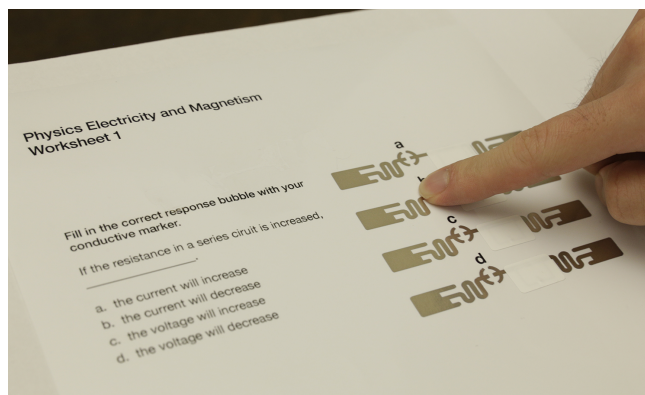 Physics Electricity and Magnetism
Worksheet 1
Fill in the correct response bubble with your
conductive marker.
If the resistance in a series ciruit is increased,
____________.
a. the current will increase
b. the current will decrease
c. the voltage will increase
d. the voltage will decrease
a
c
d